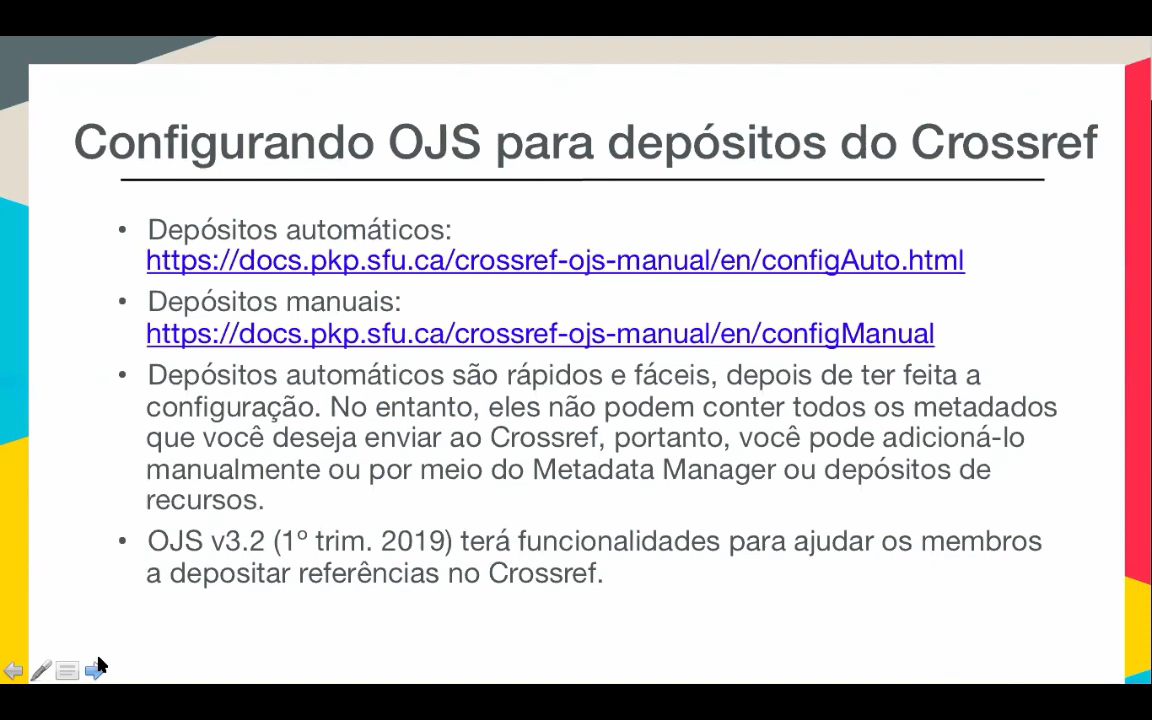 Configurando OJS para depósitos do Crossref
• Depósitos automáticos:
https://docs.pkp.sfu.ca/crossref-ojs-manual/en/configAuto.html
• Depósitos manuais:
https://docs.pkp.sfu.ca/crossref-ojs-manual/en/configManual
• Depósitos automáticos são rápidos e fáceis, depois de ter feita a
configuração. No entanto, eles não podem conter todos os metadados
que você deseja enviar ao Crossref, portanto, você pode adicioná-lo
manualmente ou por meio do Metadata Manager ou depósitos de
recursos.
• OJS v3.2 (1º trim. 2019) terá funcionalidades para ajudar os membros
a depositar referências no Crossref.